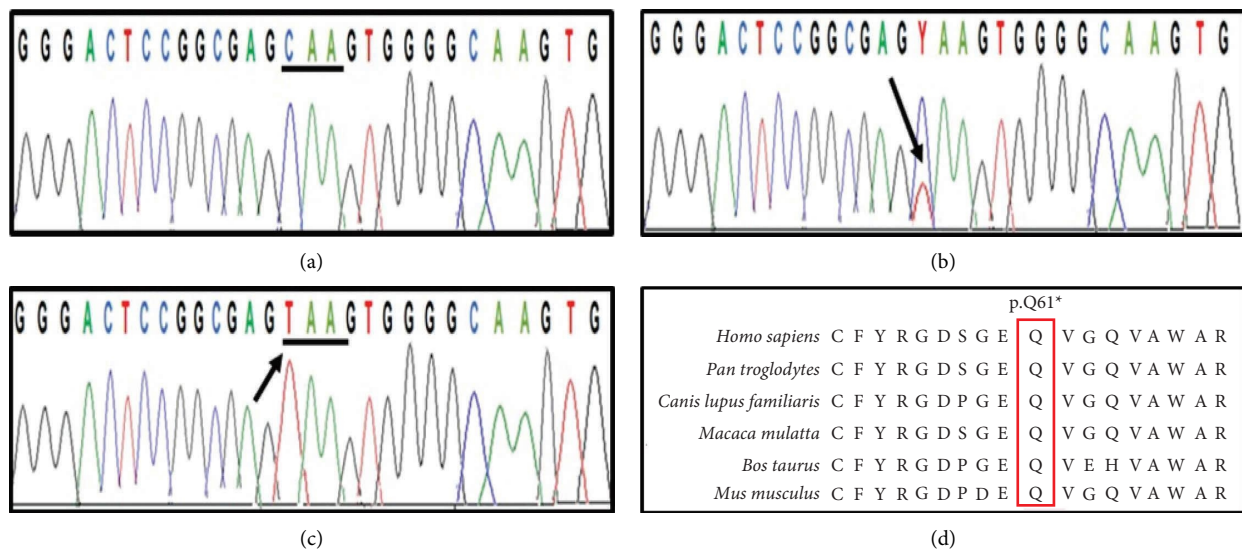 G G G A C T C C G G C G A G C A A G T G G G G C A A G T G
G G G A C T C C G G C G A G Y A A G T G G G G C A A G T G
(a)
(b)
G G G A C T C C G G C G A G T A A G T G G G G C A A G T G
(c)
p.Q61*
Homo sapiens C F Y R G D S G E Q V G Q V A W A R
Pan troglodytes C F Y R G D S G E Q V G Q V A W A R
Canis lupus familiaris C F Y R G D P G E Q V G Q V A W A R
Macaca mulatta C F Y R G D S G E Q V G Q V A W A R
Bos taurus C F Y R G D P G E Q V E H V A W A R
Mus musculus C F Y R G D P D E Q V G Q V A W A R
(d)